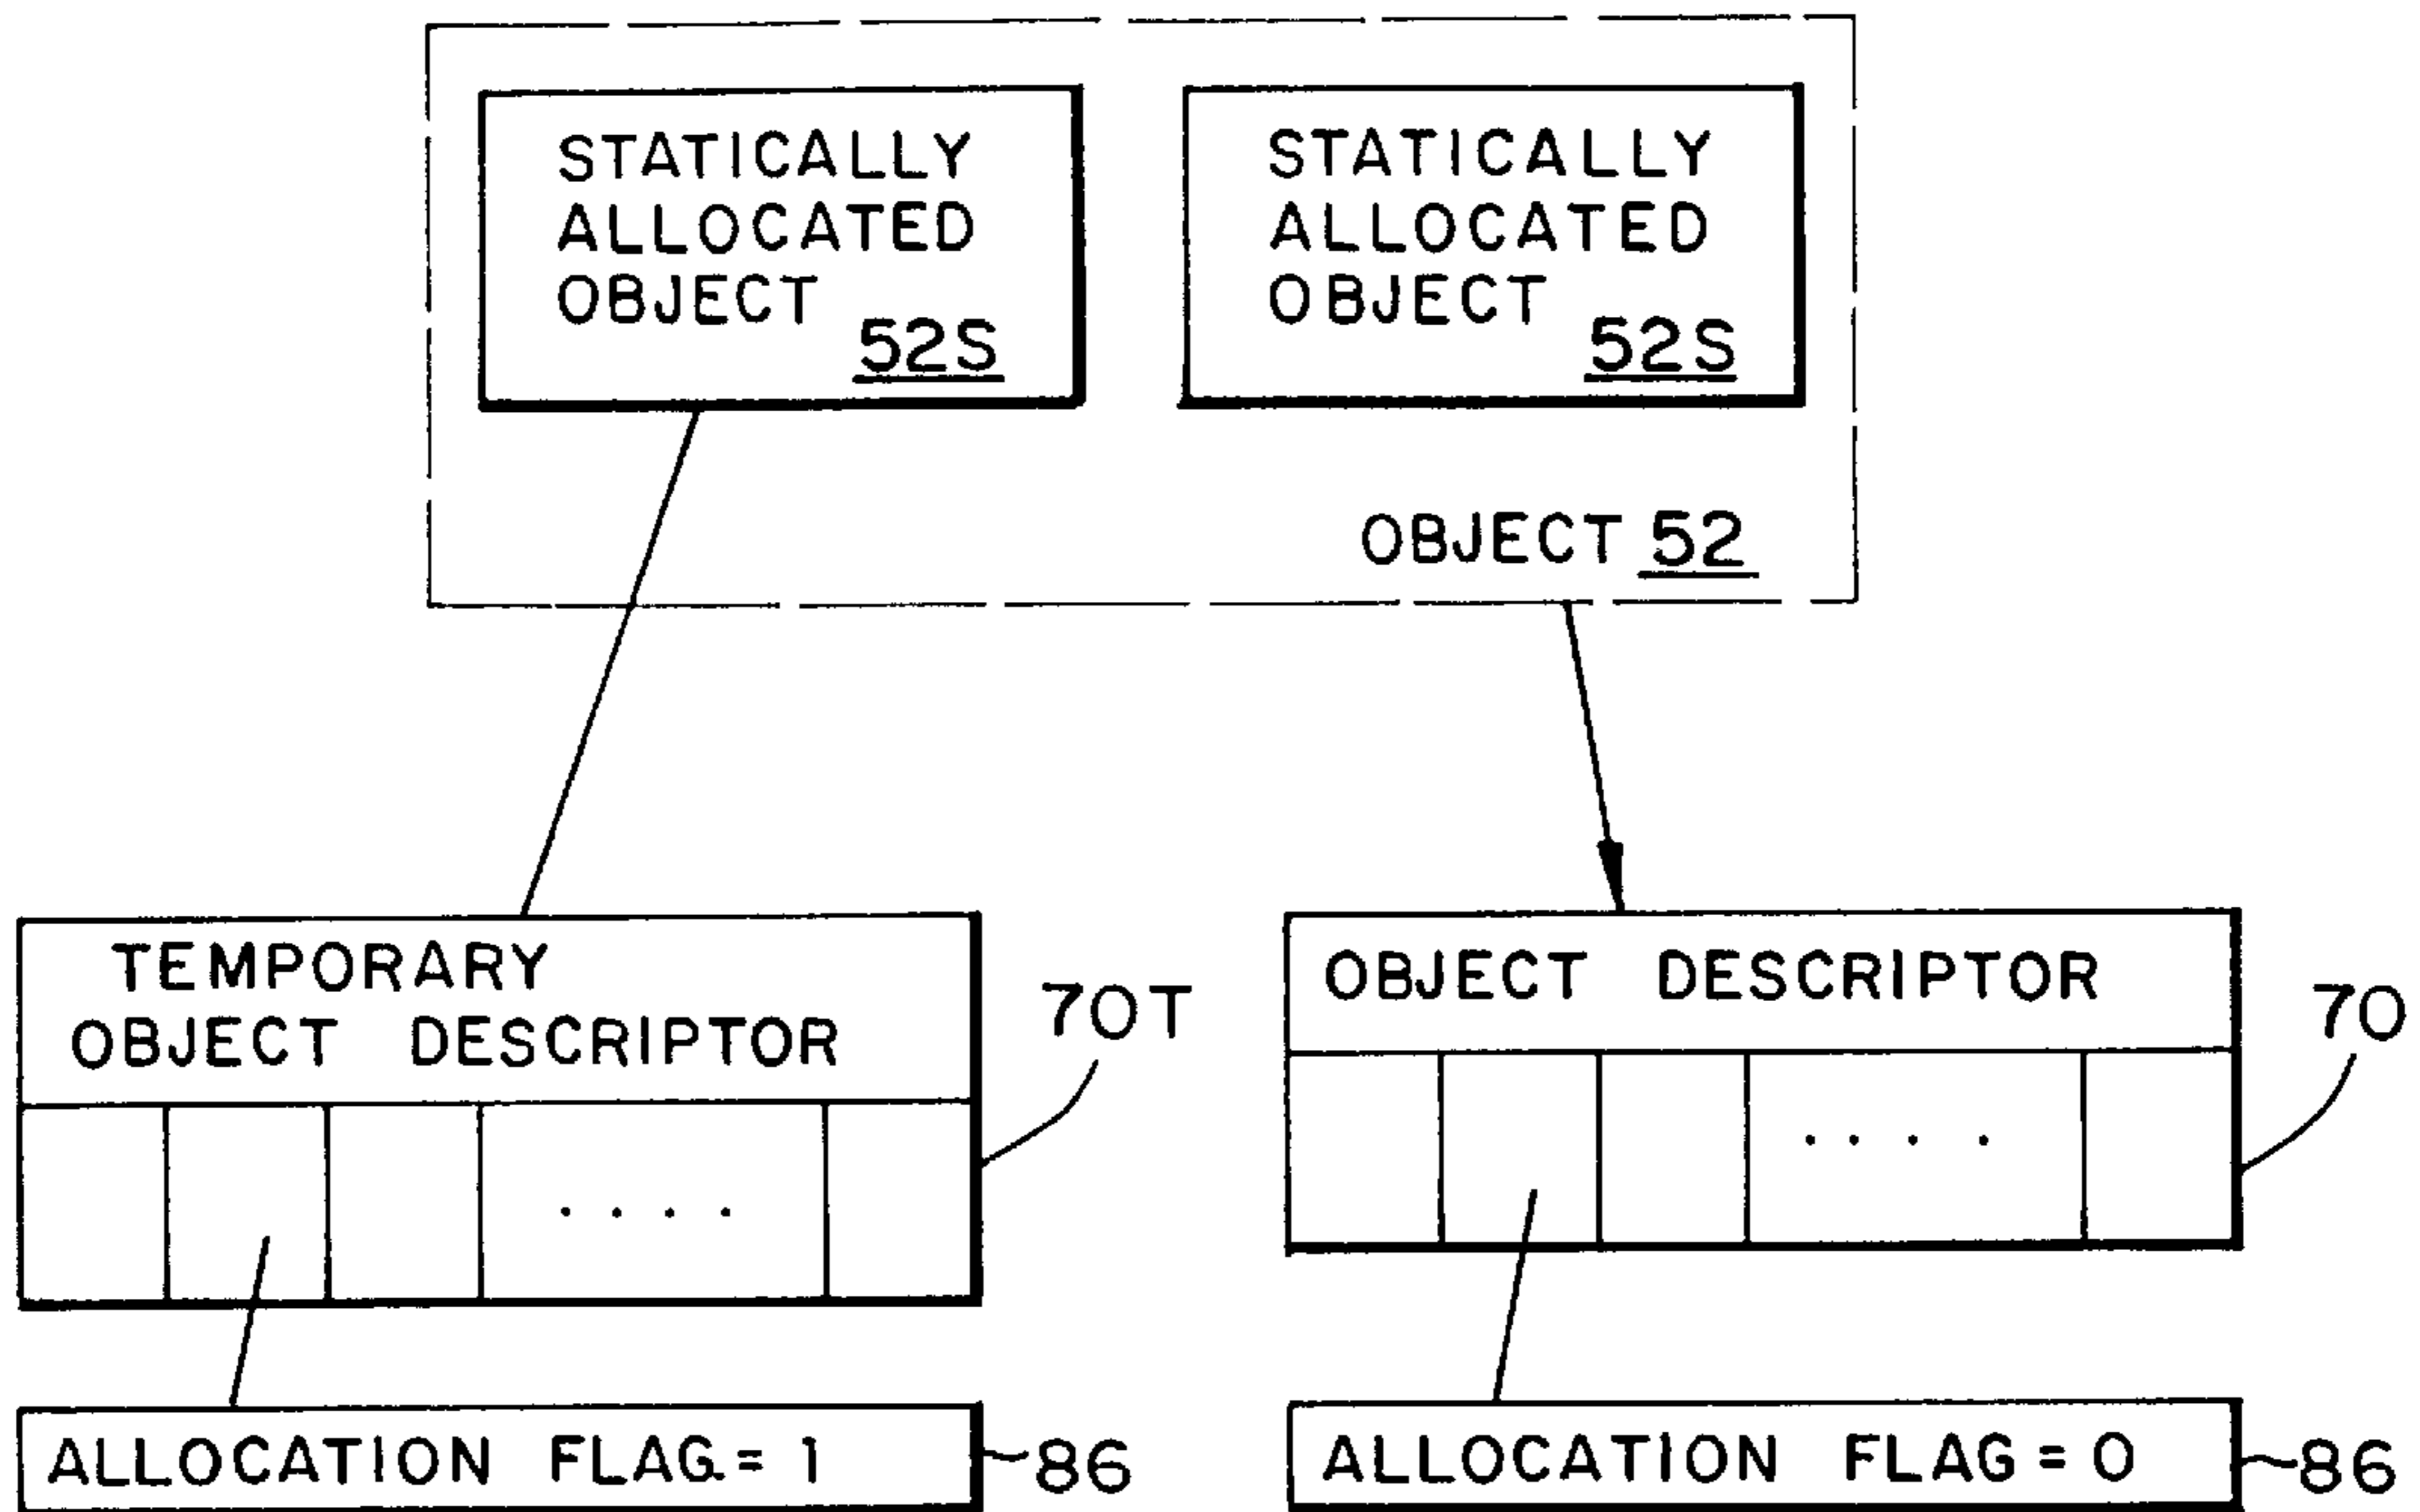 STATICALLY
ALLOCATED
OBJECT
52S
STATICALLY
ALLOCATED
OBJECT
52S
OBJECT 52
TEMPORARY
OBJECT DESCRIPTOR
70T
OBJECT DESCRIPTOR
70
. . . .
. . . .
ALLOCATION FLAG = 1
86
ALLOCATION FLAG = 0
86